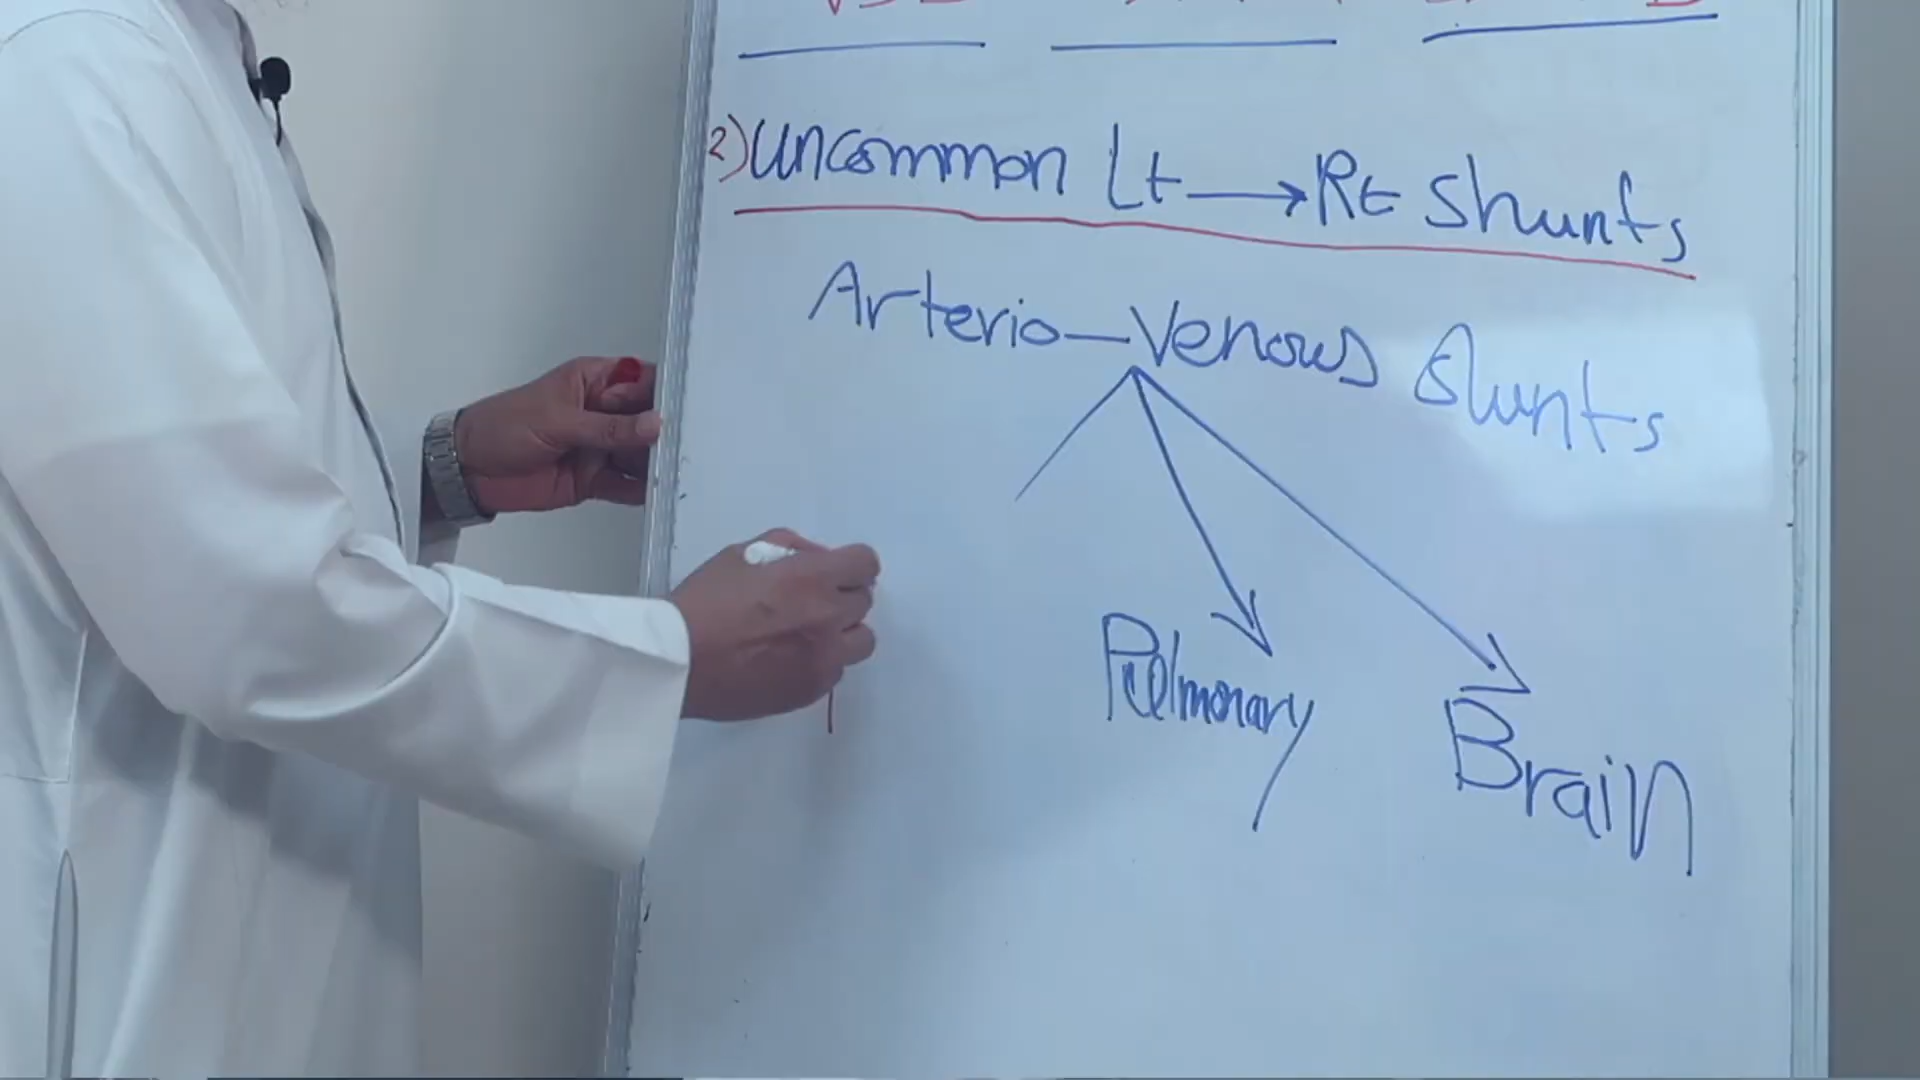 2) Uncommon Lt → Rt Shunts
Arterio-Venous Shunts
Pulmonary
Brain